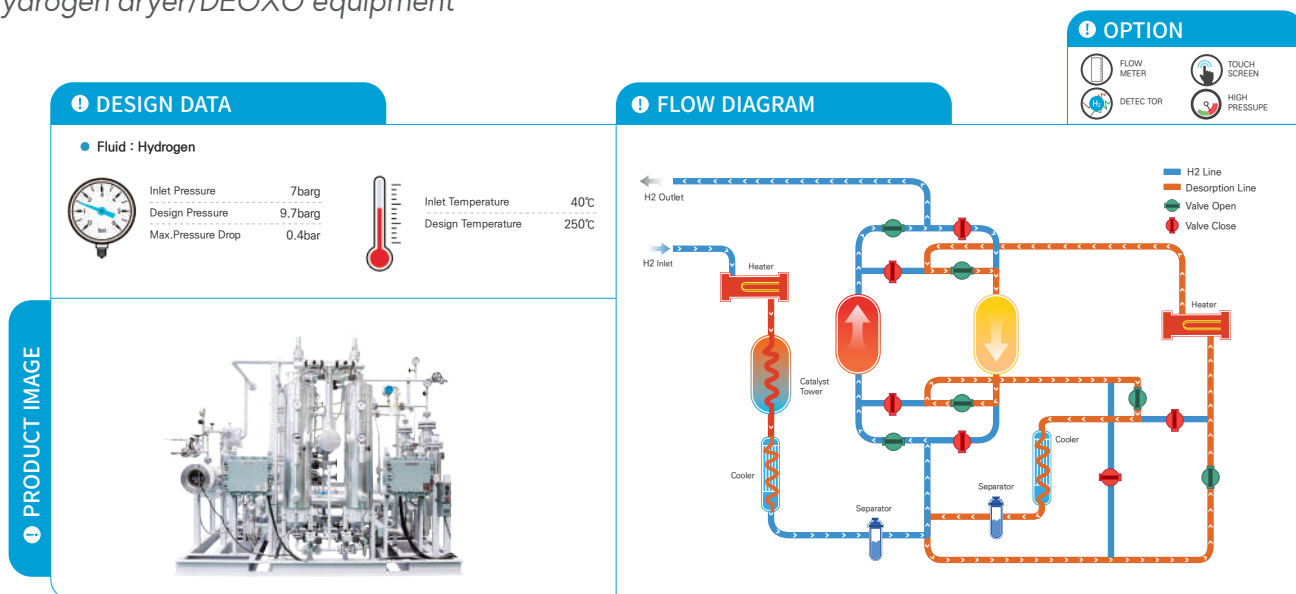 ydrogen dryer/DEOXO equipment
OPTION
FLOW
METER
TOUCH
SCREEN
H2
DETEC TOR
HIGH
PRESSUPE
DESIGN DATA
Fluid : Hydrogen
Inlet Pressure 7barg
Design Pressure 9.7barg
Max.Pressure Drop 0.4bar
Inlet Temperature 40℃
Design Temperature 250℃
PRODUCT IMAGE
FLOW DIAGRAM
H2 Line
Desorption Line
Valve Open
Valve Close
H2 Outlet
H2 Inlet
Heater
Heater
Catalyst
Tower
Cooler
Cooler
Separator
Separator